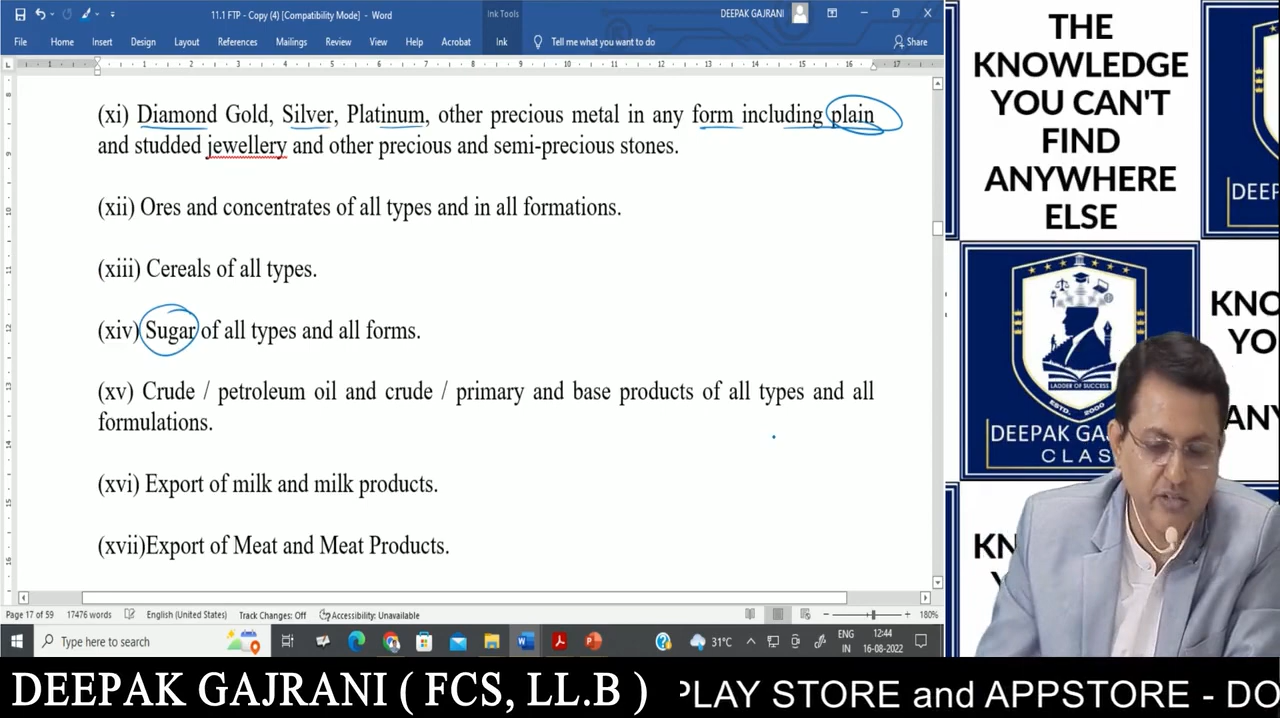 11.1 FTP - Copy (4) [Compatibility Mode] - Word
Ink Tools
DEEPAK GAJRANI
File Home Insert Design Layout References Mailings Review View Help Acrobat Ink Tell me what you want to do Share
(xi) Diamond Gold, Silver, Platinum, other precious metal in any form including plain
and studded jewellery and other precious and semi-precious stones.
(xii) Ores and concentrates of all types and in all formations.
(xiii) Cereals of all types.
(xiv) Sugar of all types and all forms.
(xv) Crude / petroleum oil and crude / primary and base products of all types and all
formulations.
(xvi) Export of milk and milk products.
(xvii)Export of Meat and Meat Products.
Page 17 of 59 17476 words English (United States) Track Changes: Off Accessibility: Unavailable 180%
Type here to search
31°C
ENG
IN
12:44
16-08-2022
THE
KNOWLEDGE
YOU CAN'T
FIND
ANYWHERE
ELSE
DEEP
LADDER OF SUCCESS
ESTD. 2000
DEEPAK GA
CLAS
KNO
YO
ANY
KN
DEEPAK GAJRANI ( FCS, LL.B )
PLAY STORE and APPSTORE - DO